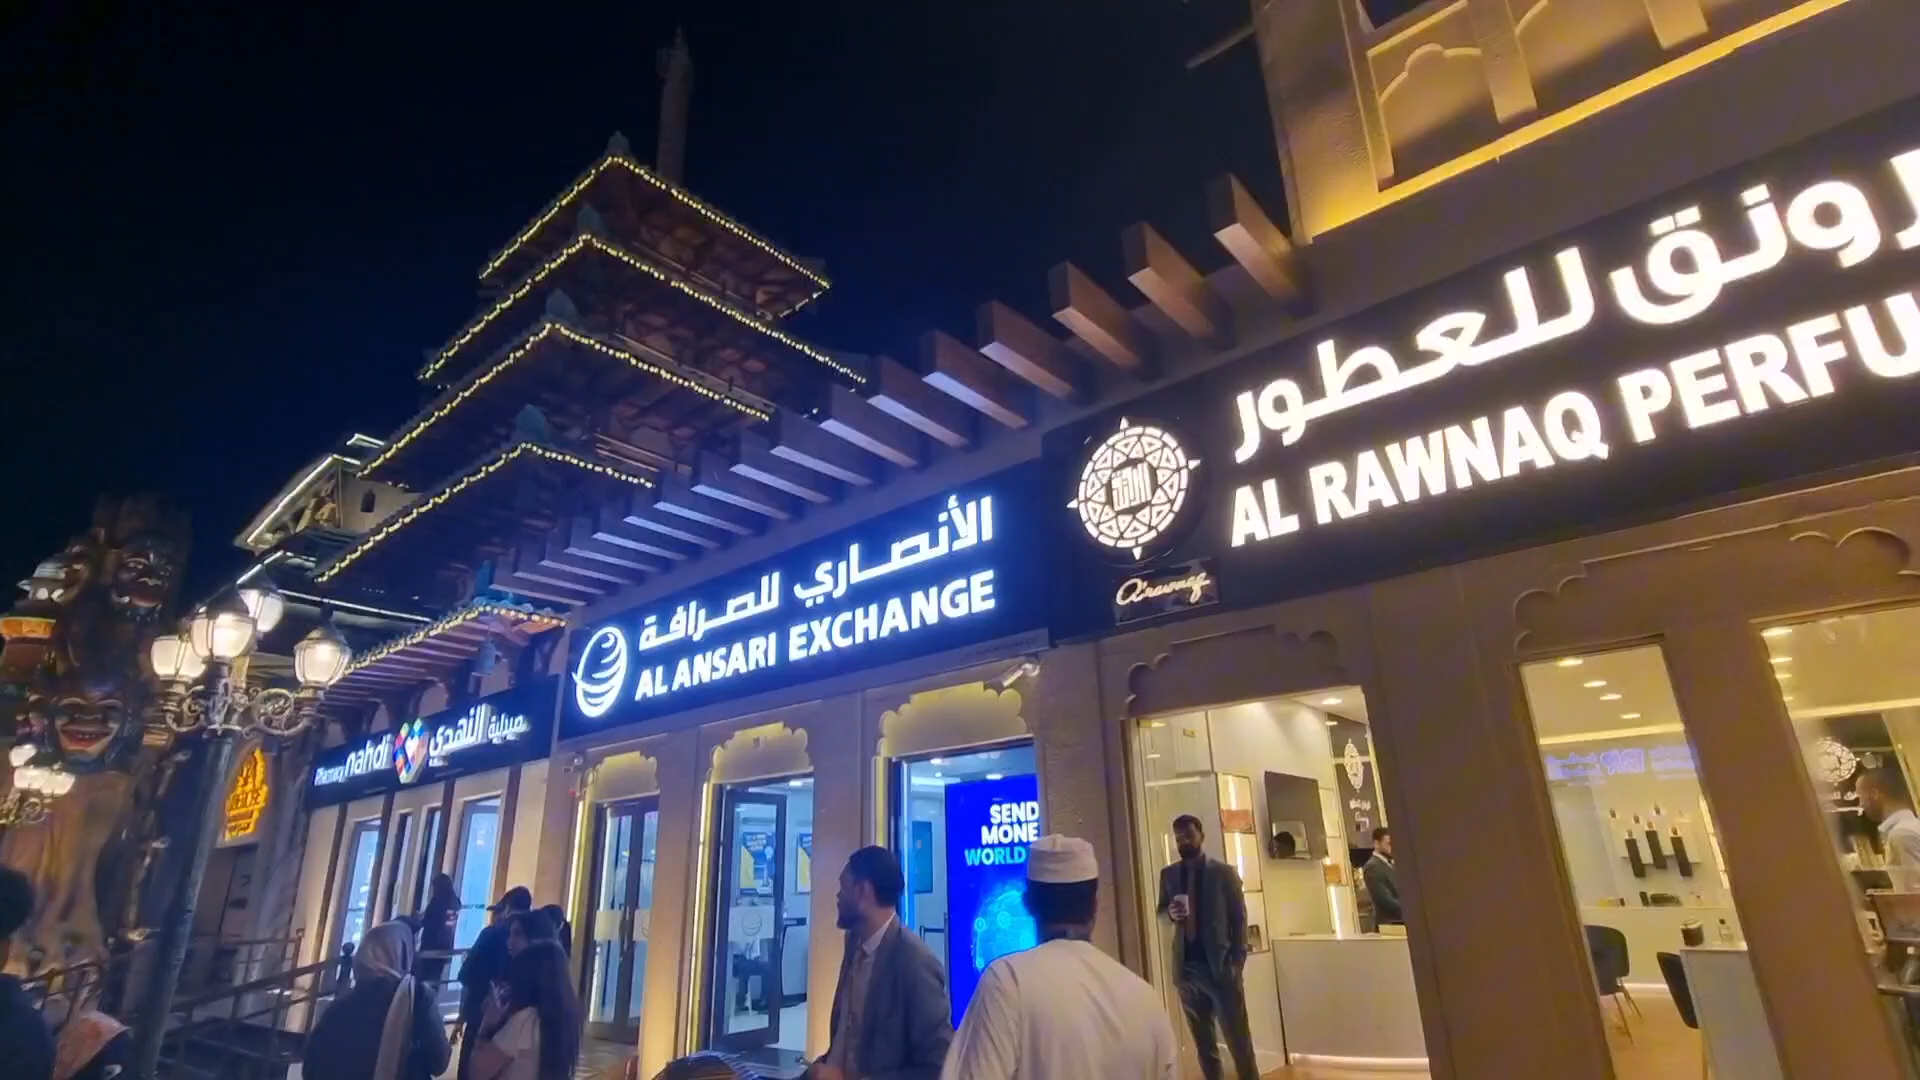 رونق للعطور
AL RAWNAQ PERFU
الأنصاري للصرافة
AL ANSARI EXCHANGE
Pharmacy nahdi
صيدلية النهدي
SEND
MONE
WORLD